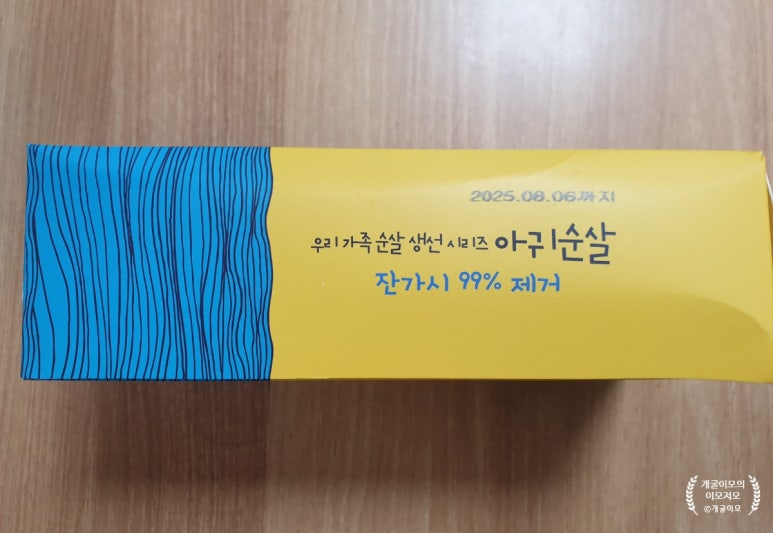 2025.08.06까지
우리 가족 순살 생선 시리즈 아귀순살
잔가시 99% 제거
개굴이모의
이모저모
©개굴이모